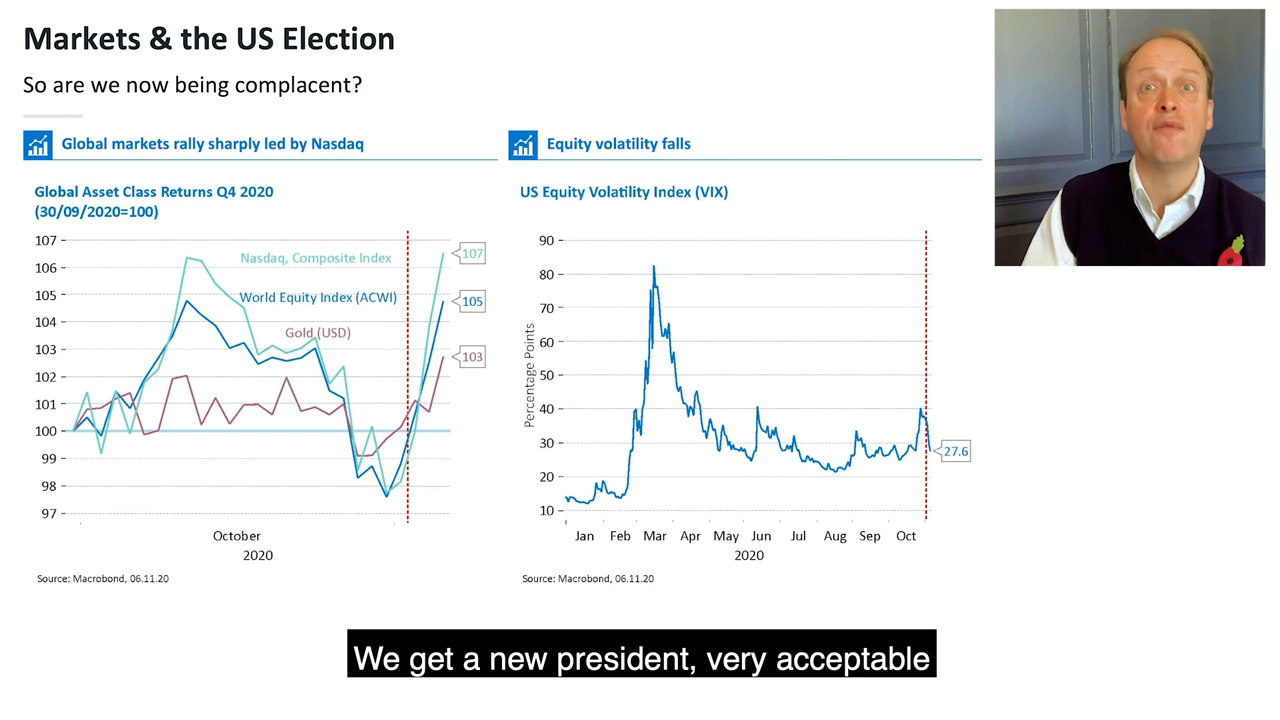 Markets & the US Election
So are we now being complacent?
Global markets rally sharply led by Nasdaq
Global Asset Class Returns Q4 2020
(30/09/2020=100)
107
106
105
104
103
102
101
100
99
98
97
Nasdaq, Composite Index
World Equity Index (ACWI)
Gold (USD)
107
105
103
October
2020
Source: Macrobond, 06.11.20
Equity volatility falls
US Equity Volatility Index (VIX)
Percentage Points
90
80
70
60
50
40
30
20
10
27.6
Jan Feb Mar Apr May Jun Jul Aug Sep Oct
2020
Source: Macrobond, 06.11.20
We get a new president, very acceptable